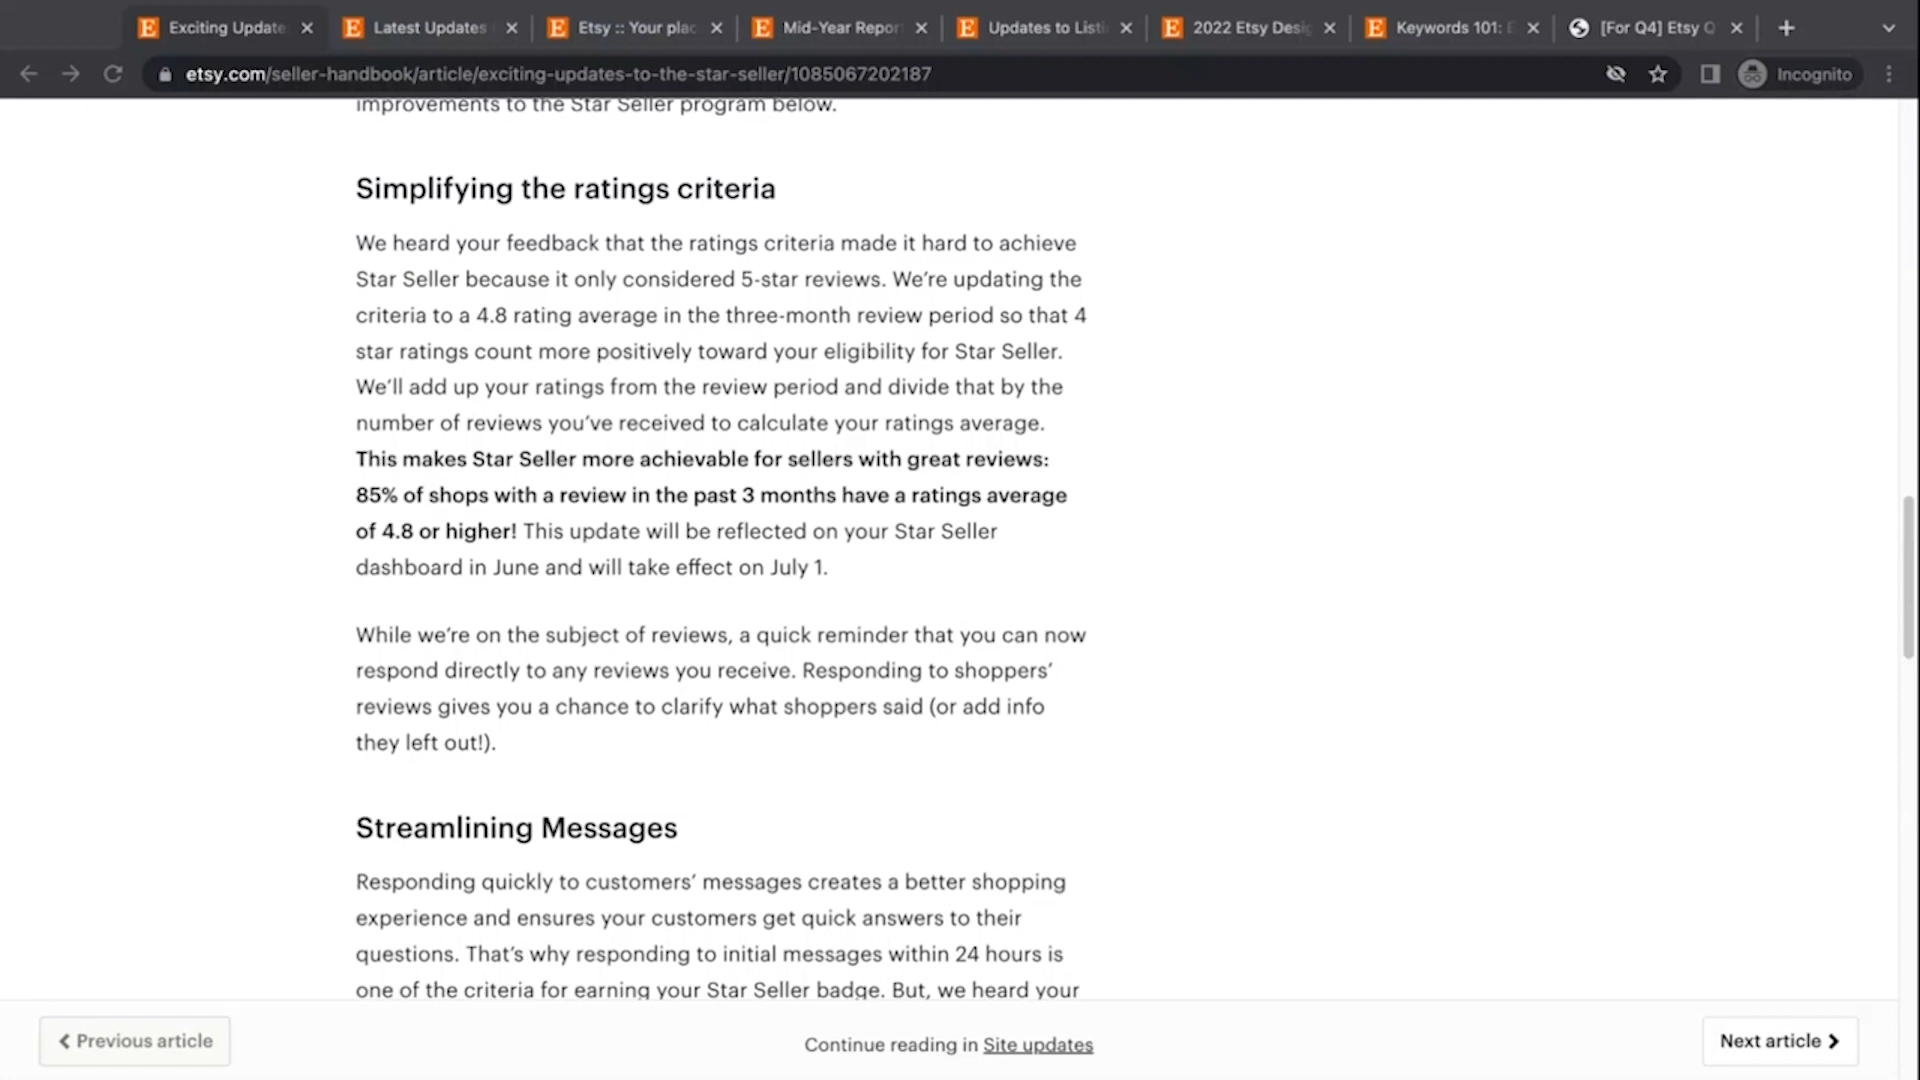 Exciting Update
Latest Updates
Etsy :: Your plac
Mid-Year Repor
Updates to Listi
2022 Etsy Desig
Keywords 101: E
[For Q4] Etsy Q
etsy.com/seller-handbook/article/exciting-updates-to-the-star-seller/1085067202187
Incognito
improvements to the Star Seller program below.
Simplifying the ratings criteria
We heard your feedback that the ratings criteria made it hard to achieve
Star Seller because it only considered 5-star reviews. We’re updating the
criteria to a 4.8 rating average in the three-month review period so that 4
star ratings count more positively toward your eligibility for Star Seller.
We’ll add up your ratings from the review period and divide that by the
number of reviews you’ve received to calculate your ratings average.
This makes Star Seller more achievable for sellers with great reviews:
85% of shops with a review in the past 3 months have a ratings average
of 4.8 or higher! This update will be reflected on your Star Seller
dashboard in June and will take effect on July 1.
While we’re on the subject of reviews, a quick reminder that you can now
respond directly to any reviews you receive. Responding to shoppers’
reviews gives you a chance to clarify what shoppers said (or add info
they left out!).
Streamlining Messages
Responding quickly to customers’ messages creates a better shopping
experience and ensures your customers get quick answers to their
questions. That’s why responding to initial messages within 24 hours is
one of the criteria for earning your Star Seller badge. But, we heard your
Previous article
Continue reading in Site updates
Next article